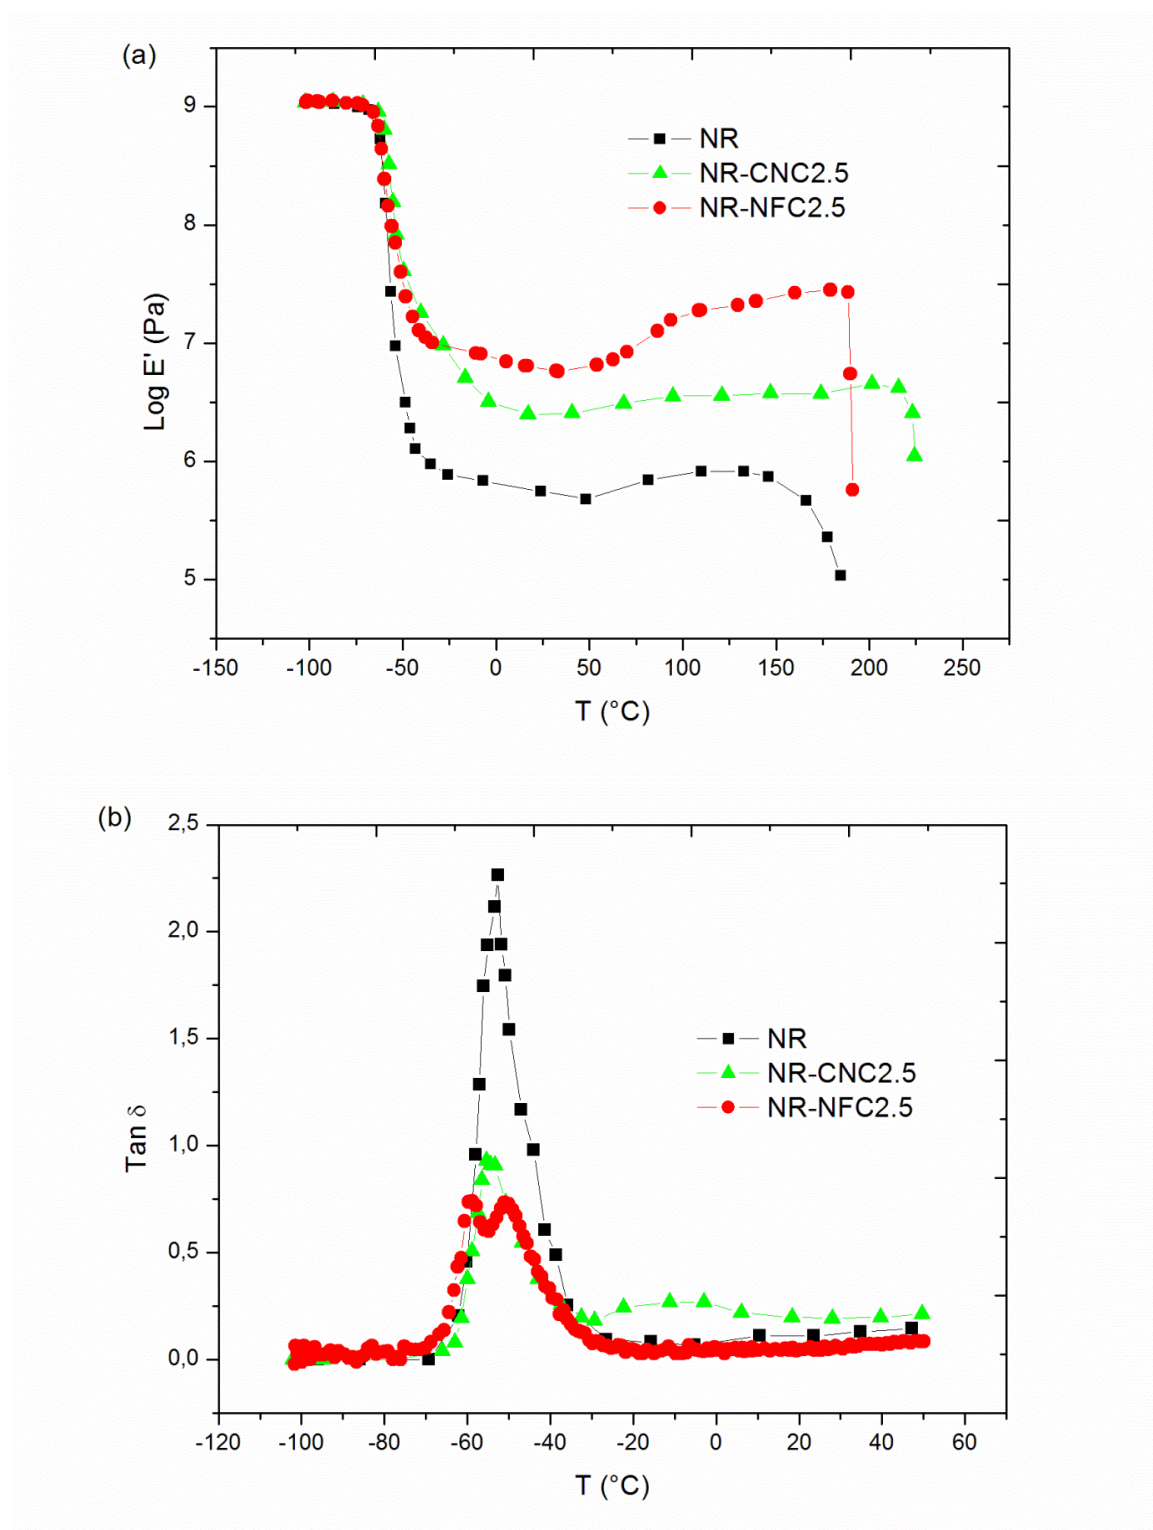 (a)
9
8
7
6
5
Log E' (Pa)
NR
NR-CNC2.5
NR-NFC2.5
-150 -100 -50 0 50 100 150 200 250
T (°C)
(b)
2,5
2,0
1,5
1,0
0,5
0,0
Tan δ
NR
NR-CNC2.5
NR-NFC2.5
-120 -100 -80 -60 -40 -20 0 20 40 60
T (°C)